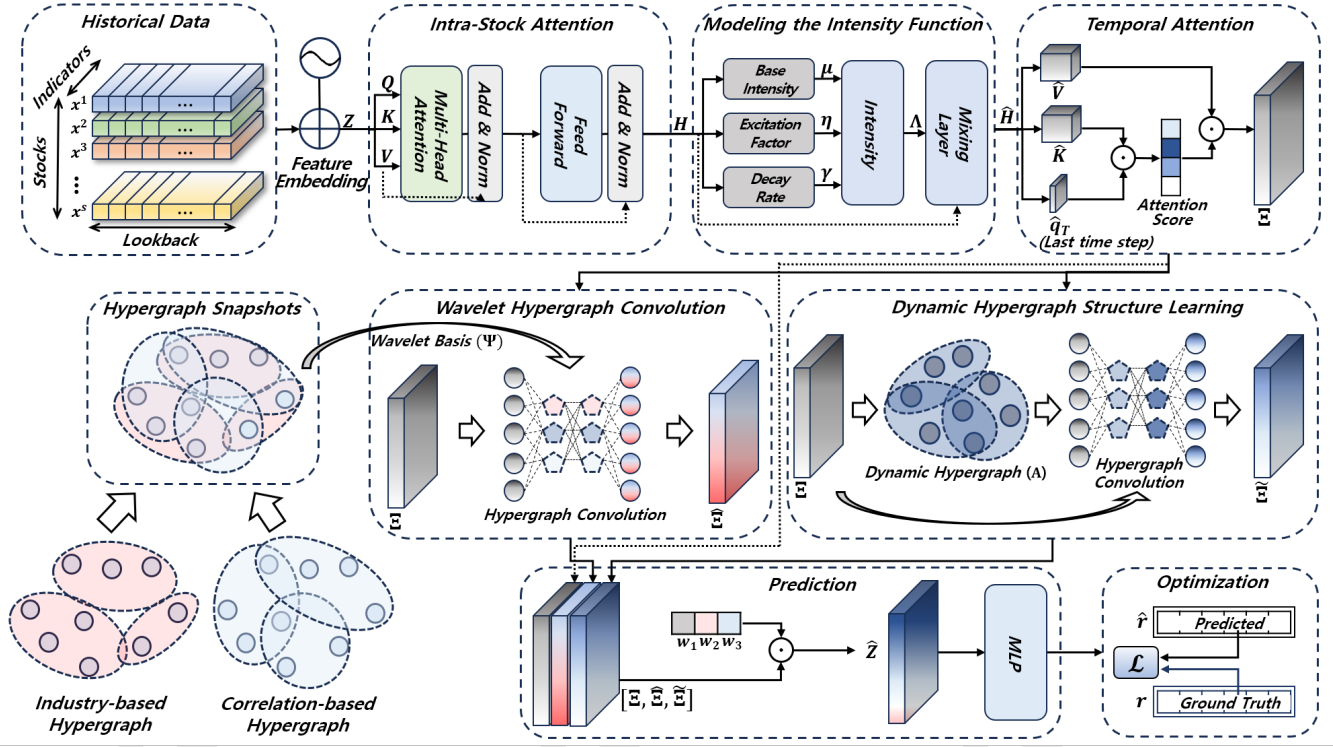 Historical Data
Indicators
Stocks
x¹
x²
x³
...
xˢ
...
...
...
...
Lookback
Feature
Embedding
Z
Intra-Stock Attention
Q
K
V
Multi-Head
Attention
Add & Norm
Feed
Forward
Add & Norm
H
Modeling the Intensity Function
Base
Intensity
μ
Excitation
Factor
η
Decay
Rate
γ
Intensity
Λ
Mixing
Layer
Ĥ
Temporal Attention
V̂
K̂
q̂_T
(Last time step)
Attention
Score
Ξ
Hypergraph Snapshots
Industry-based
Hypergraph
Correlation-based
Hypergraph
Wavelet Hypergraph Convolution
Wavelet Basis (Ψ)
Ξ
Hypergraph Convolution
Ξ̂
Dynamic Hypergraph Structure Learning
Ξ
Dynamic Hypergraph (Λ)
Hypergraph
Convolution
Ξ̃
Prediction
w₁ w₂ w₃
[Ξ, Ξ̂, Ξ̃]
Ẑ
MLP
Optimization
r̂
Predicted
ℒ
r
Ground Truth